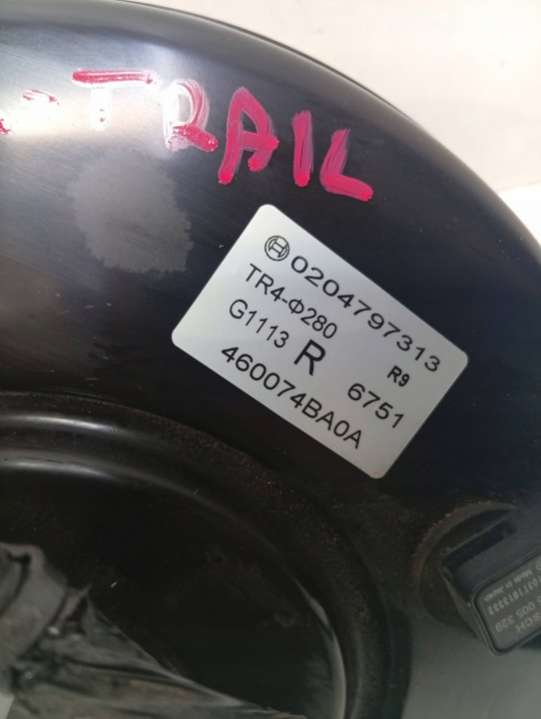 -TRAIL
0204797313
TR4-Φ280 R9
G1113 R 6751
460074BA0A